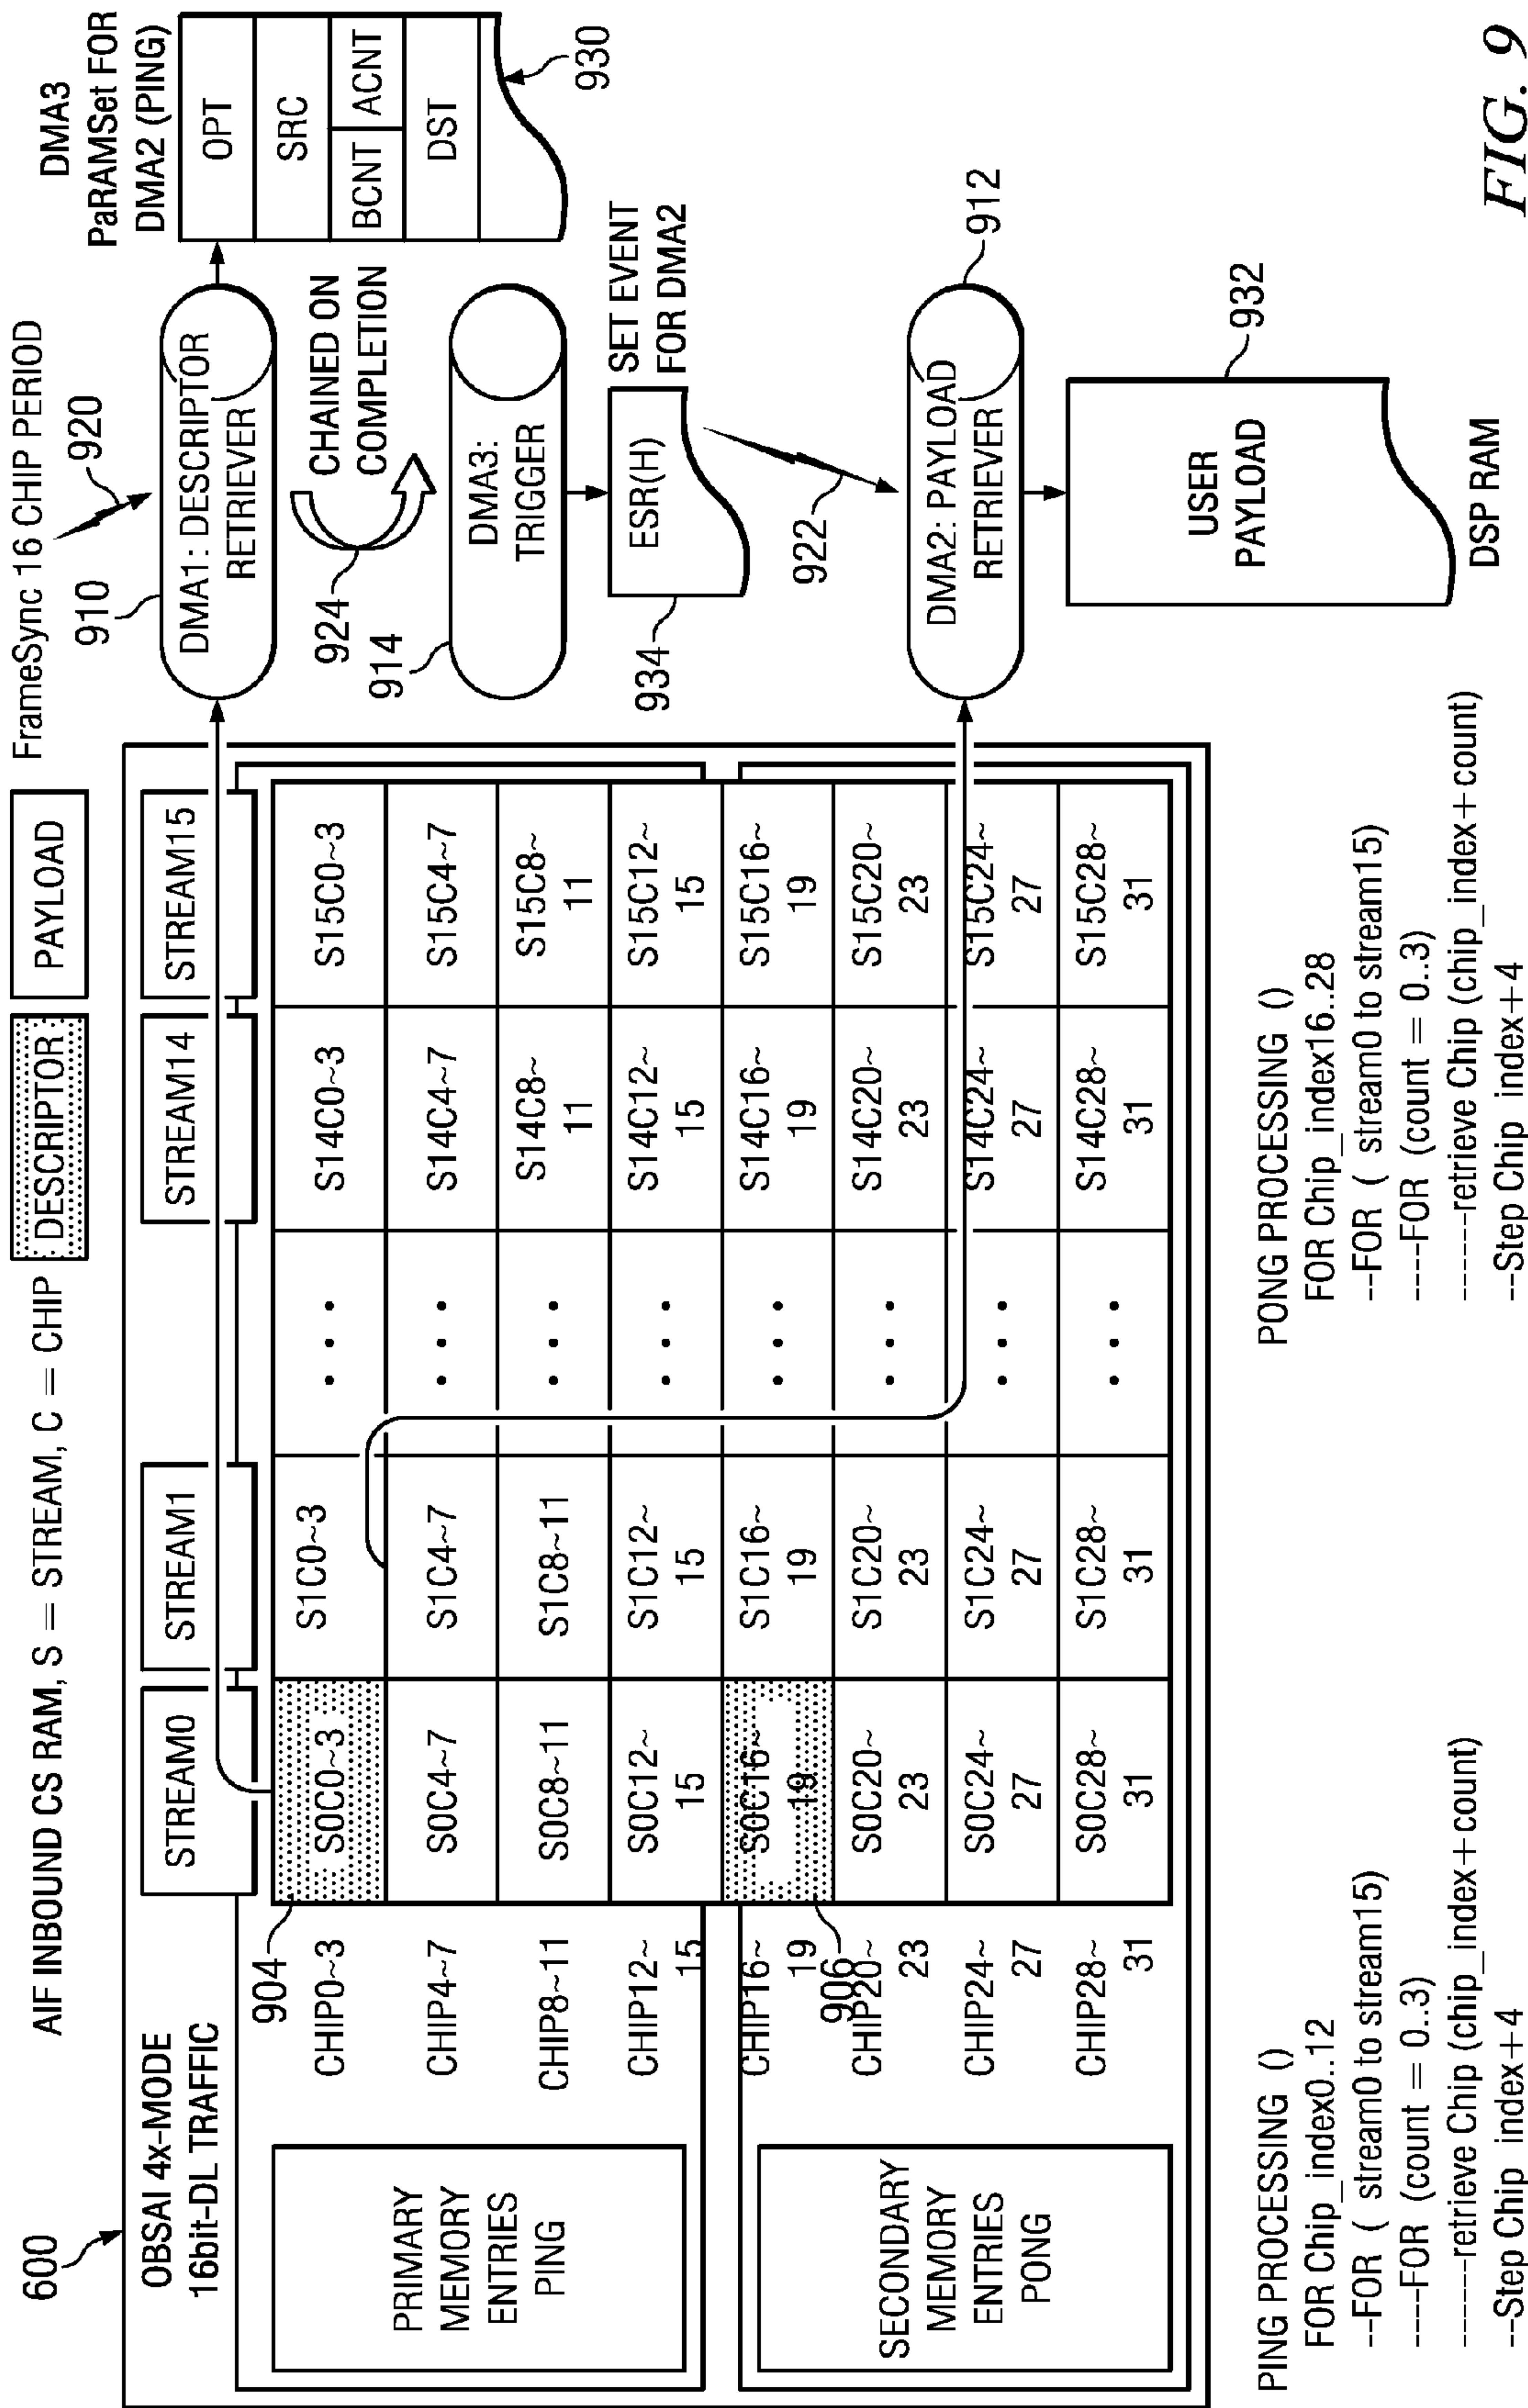 600
AIF INBOUND CS RAM, S = STREAM, C = CHIP
DESCRIPTOR
PAYLOAD
FrameSync 16 CHIP PERIOD
920
910
DMA3
PaRAMSet FOR
DMA2 (PING)
OBSAI 4x-MODE
16bit-DL TRAFFIC
STREAM0
STREAM1
STREAM14
STREAM15
904
CHIP0~3
S0C0~3
S1C0~3
• • •
S14C0~3
S15C0~3
CHIP4~7
S0C4~7
S1C4~7
• • •
S14C4~7
S15C4~7
CHIP8~11
S0C8~11
S1C8~11
• • •
S14C8~
11
S15C8~
11
CHIP12~
15
S0C12~
15
S1C12~
15
• • •
S14C12~
15
S15C12~
15
CHIP16~
19
S0C16~
19
S1C16~
19
• • •
S14C16~
19
S15C16~
19
906
CHIP20~
23
S0C20~
23
S1C20~
23
• • •
S14C20~
23
S15C20~
23
CHIP24~
27
S0C24~
27
S1C24~
27
• • •
S14C24~
27
S15C24~
27
CHIP28~
31
S0C28~
31
S1C28~
31
• • •
S14C28~
31
S15C28~
31
PRIMARY
MEMORY
ENTRIES
PING
SECONDARY
MEMORY
ENTRIES
PONG
DMA1: DESCRIPTOR
RETRIEVER
OPT
SRC
BCNT
ACNT
DST
930
924
CHAINED ON
COMPLETION
914
DMA3:
TRIGGER
ESR(H)
934
SET EVENT
FOR DMA2
922
DMA2: PAYLOAD
RETRIEVER
912
USER
PAYLOAD
932
DSP RAM
PING PROCESSING ()
FOR Chip_index0..12
--FOR ( stream0 to stream15)
----FOR (count = 0..3)
------retrieve Chip (chip_index+count)
--Step Chip_index+4
PONG PROCESSING ()
FOR Chip_index16..28
--FOR ( stream0 to stream15)
----FOR (count = 0..3)
------retrieve Chip (chip_index+count)
--Step Chip_index+4
FIG. 9